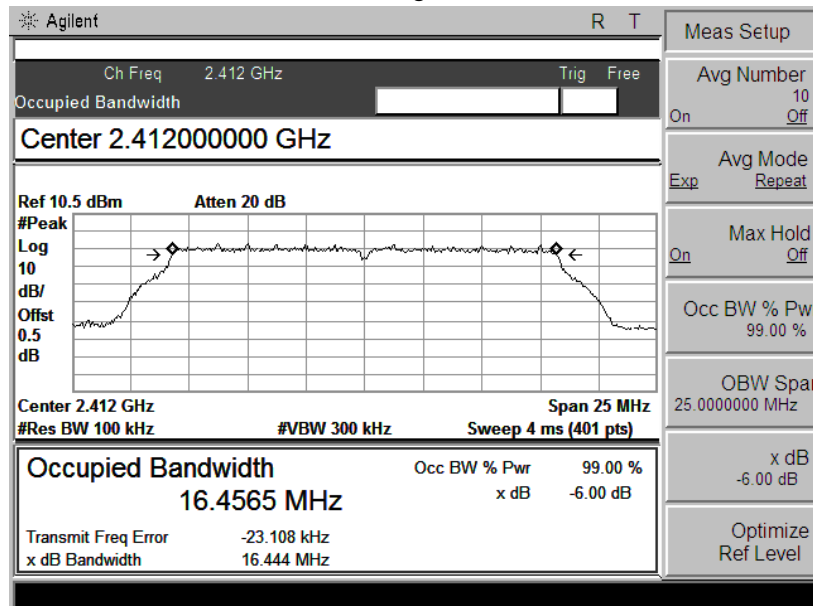 Agilent R T
Ch Freq 2.412 GHz Trig Free
Occupied Bandwidth
Center 2.412000000 GHz
Ref 10.5 dBm Atten 20 dB
#Peak
Log
10
dB/
Offst
0.5
dB
Center 2.412 GHz Span 25 MHz
#Res BW 100 kHz #VBW 300 kHz Sweep 4 ms (401 pts)
Occupied Bandwidth Occ BW % Pwr 99.00 %
16.4565 MHz x dB -6.00 dB
Transmit Freq Error -23.108 kHz
x dB Bandwidth 16.444 MHz
Meas Setup
Avg Number
10
On Off
Avg Mode
Exp Repeat
Max Hold
On Off
Occ BW % Pw
99.00 %
OBW Spa
25.0000000 MHz
x dB
-6.00 dB
Optimize
Ref Level